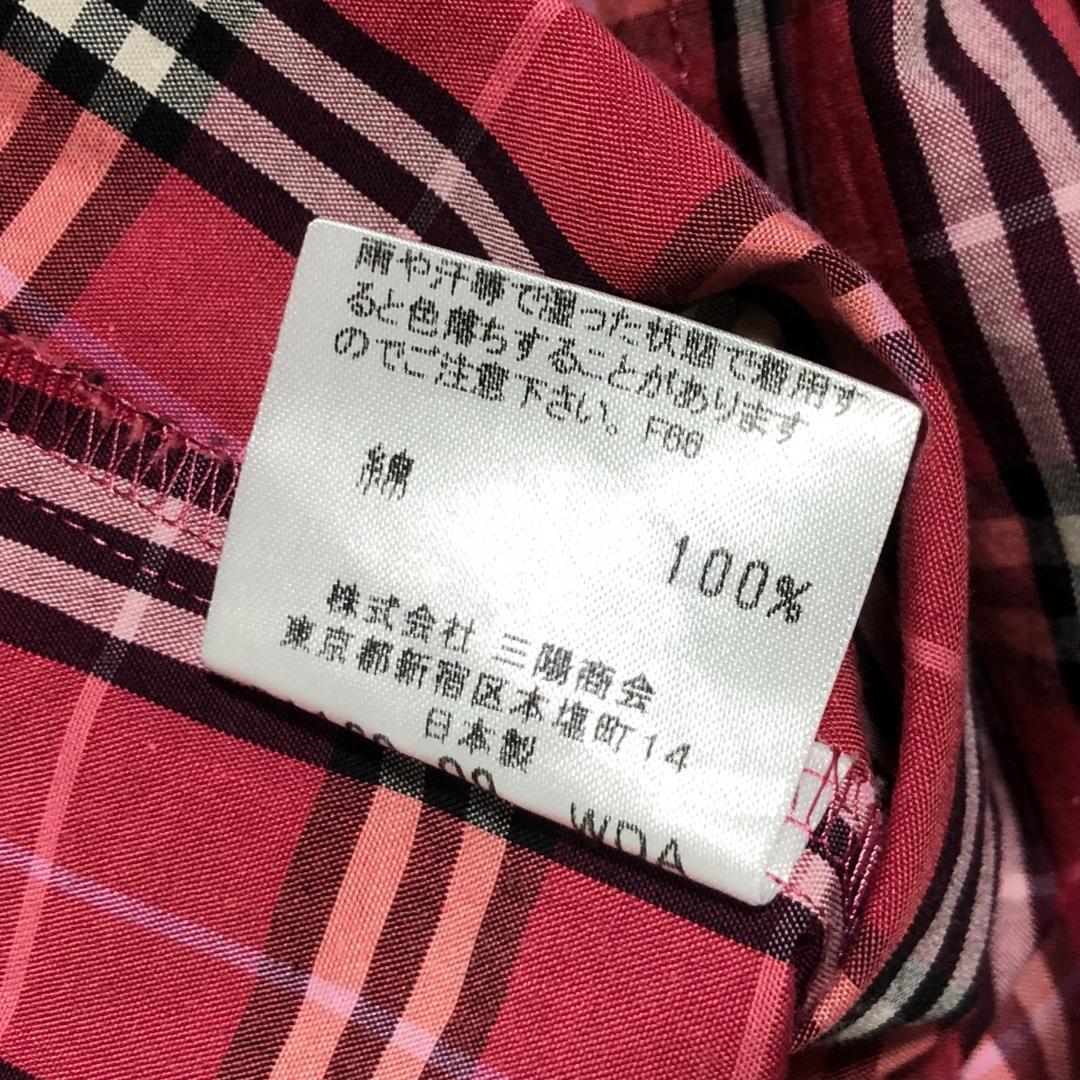 雨や汗等で湿った状態で着用す
ると色落ちすることがあります
のでご注意下さい。F00
綿 100%
株式会社 三陽商会
東京都新宿区本塩町14
日本製
WDA